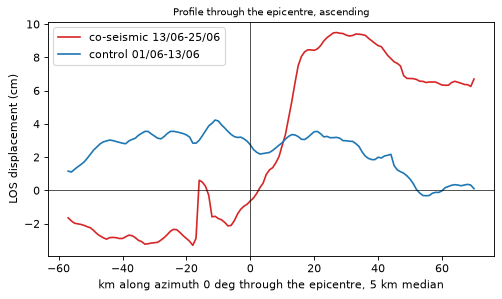 Profile through the epicentre, ascending
co-seismic 13/06-25/06
control 01/06-13/06
LOS displacement (cm)
10
8
6
4
2
0
−2
−60 −40 −20 0 20 40 60
km along azimuth 0 deg through the epicentre, 5 km median